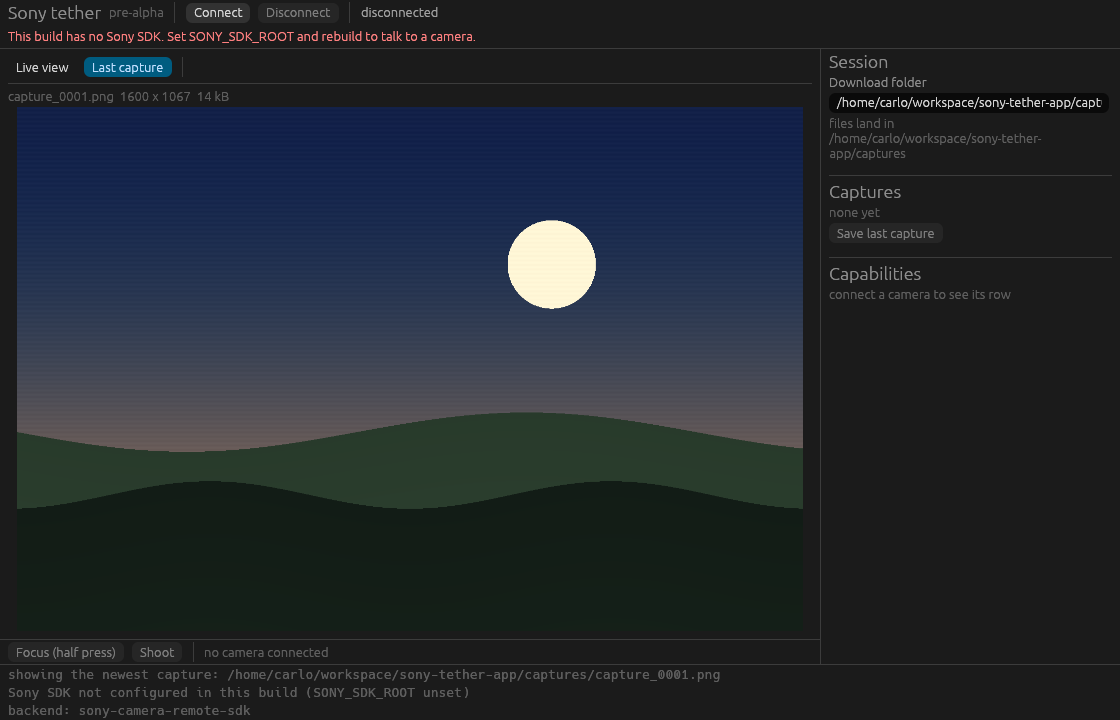 Sony tether pre-alpha Connect Disconnect disconnected
This build has no Sony SDK. Set SONY_SDK_ROOT and rebuild to talk to a camera.
Live view Last capture
capture_0001.png 1600 x 1067 14 kB
Session
Download folder
/home/carlo/workspace/sony-tether-app/capt
files land in
/home/carlo/workspace/sony-tether-
app/captures
Captures
none yet
Save last capture
Capabilities
connect a camera to see its row
Focus (half press) Shoot no camera connected
showing the newest capture: /home/carlo/workspace/sony-tether-app/captures/capture_0001.png
Sony SDK not configured in this build (SONY_SDK_ROOT unset)
backend: sony-camera-remote-sdk